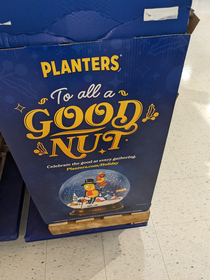 PLANTERS
To all a
GOOD
NUT
Celebrate the good at every gathering.
Planters.com/Holiday